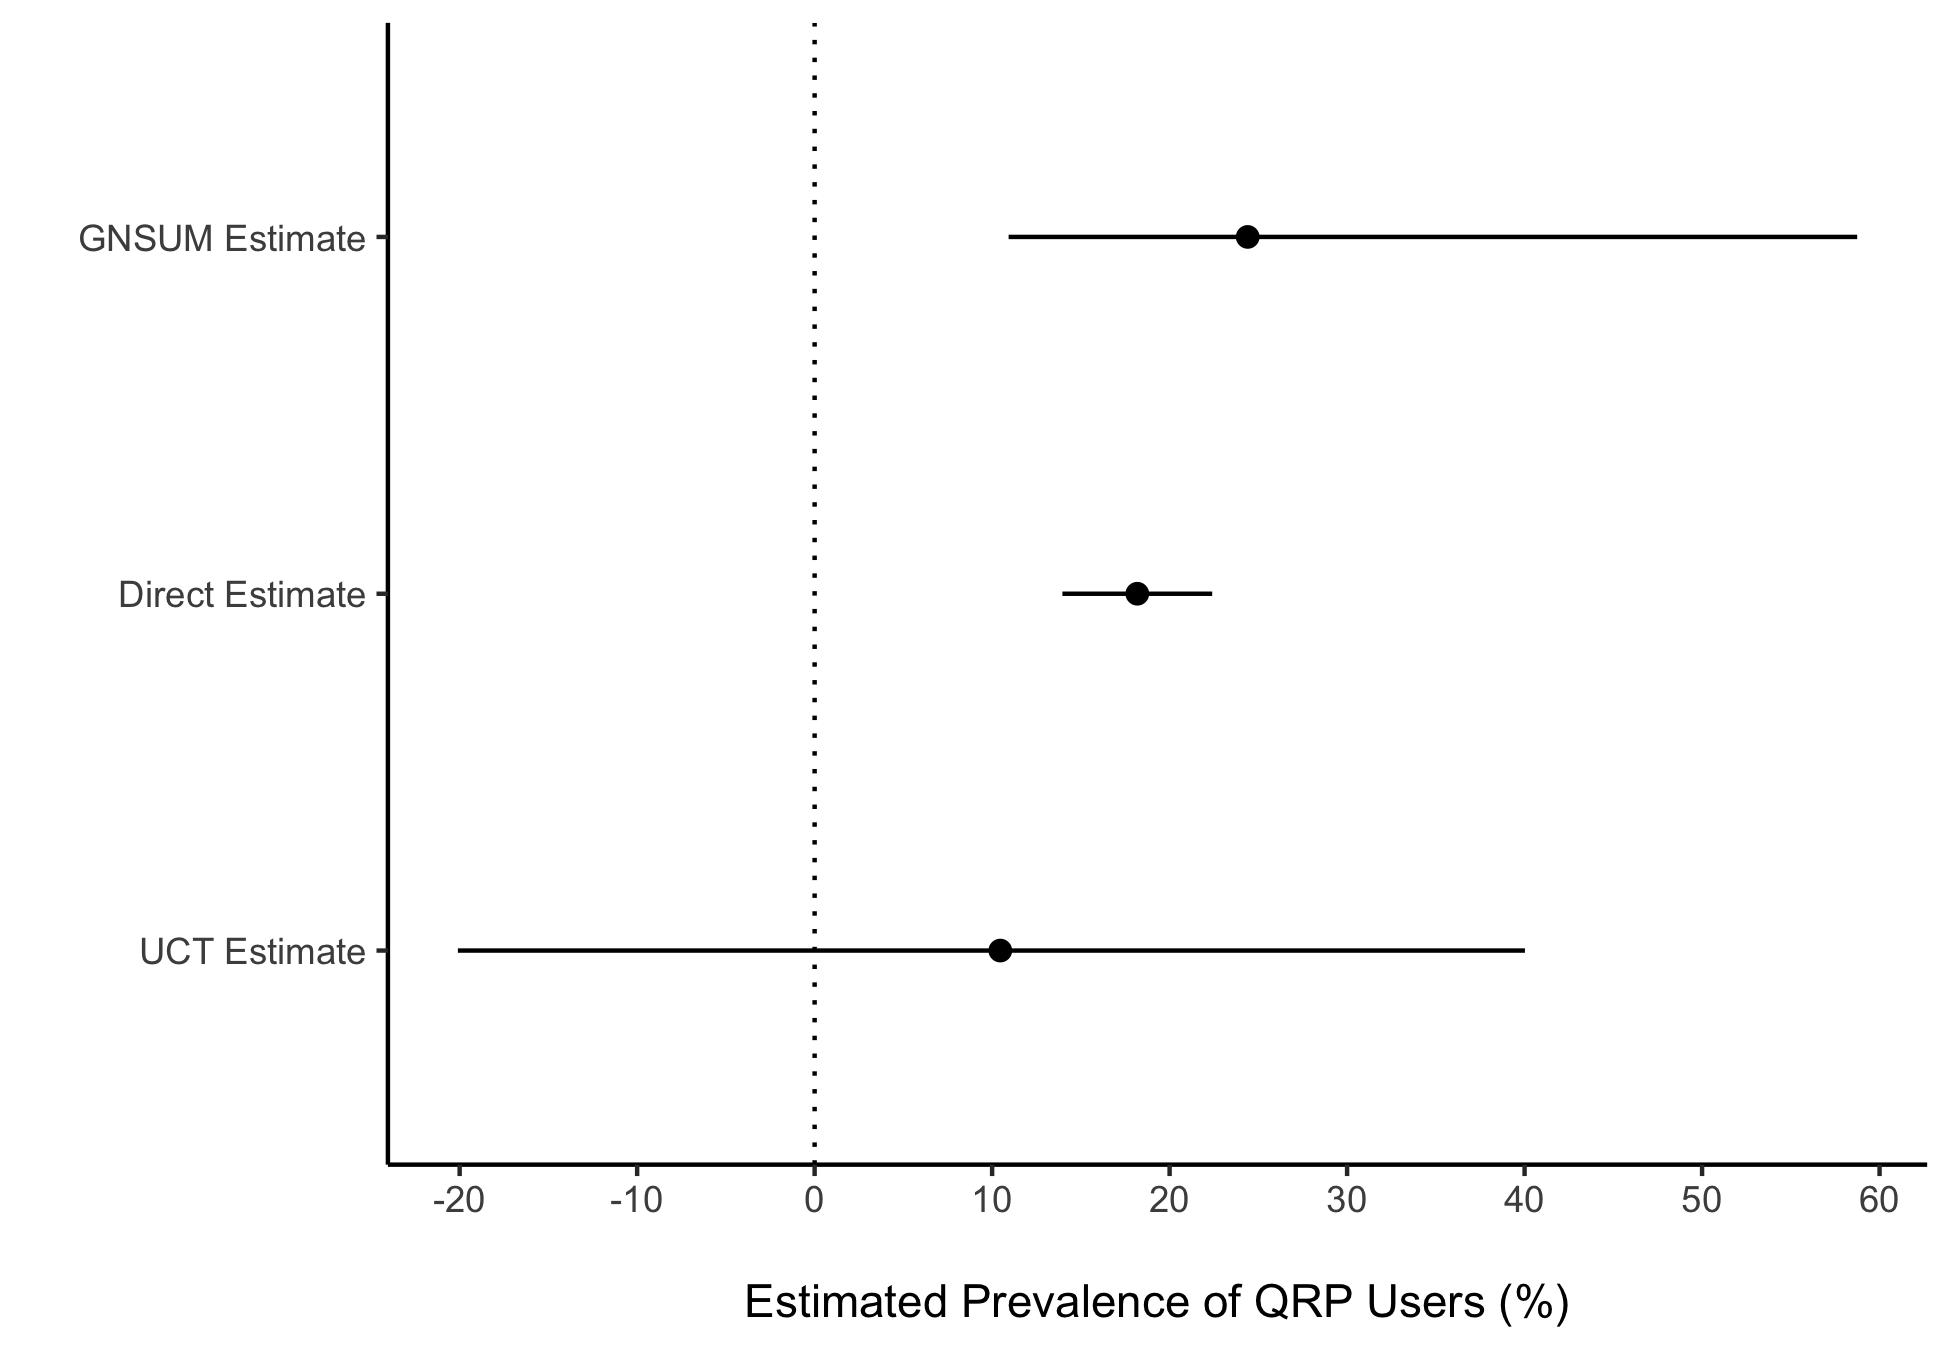 GNSUM Estimate
Direct Estimate
UCT Estimate
-20 -10 0 10 20 30 40 50 60
Estimated Prevalence of QRP Users (%)